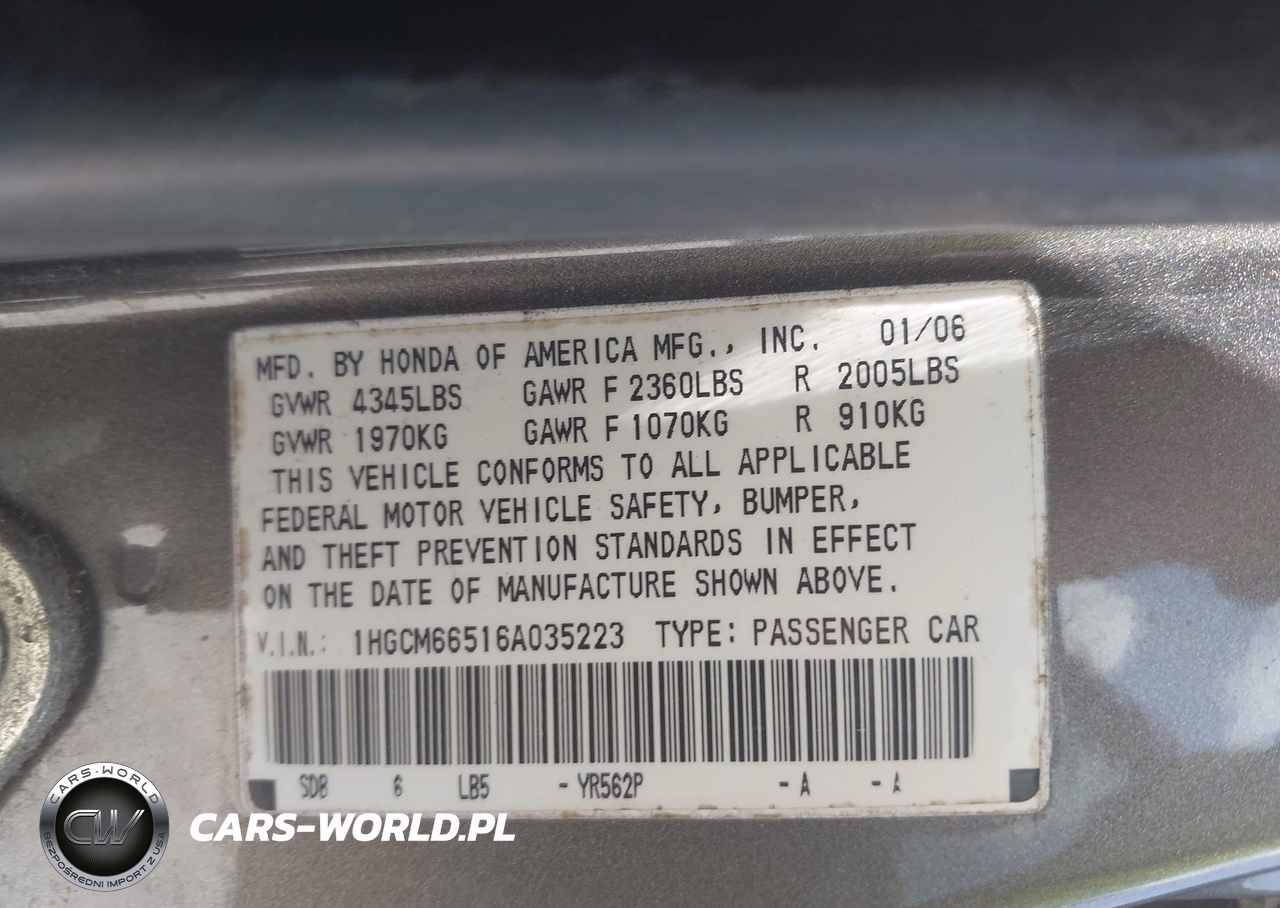 MFD. BY HONDA OF AMERICA MFG., INC. 01/06
GVWR 4345LBS GAWR F 2360LBS R 2005LBS
GVWR 1970KG GAWR F 1070KG R 910KG
THIS VEHICLE CONFORMS TO ALL APPLICABLE
FEDERAL MOTOR VEHICLE SAFETY, BUMPER,
AND THEFT PREVENTION STANDARDS IN EFFECT
ON THE DATE OF MANUFACTURE SHOWN ABOVE.
V.I.N.: 1HGCM66516A035223 TYPE: PASSENGER CAR
SDB 6 LB5 -YR562P -A -A
CARS-WORLD
CW
BEZPOŚREDNI IMPORT Z USA
CARS-WORLD.PL